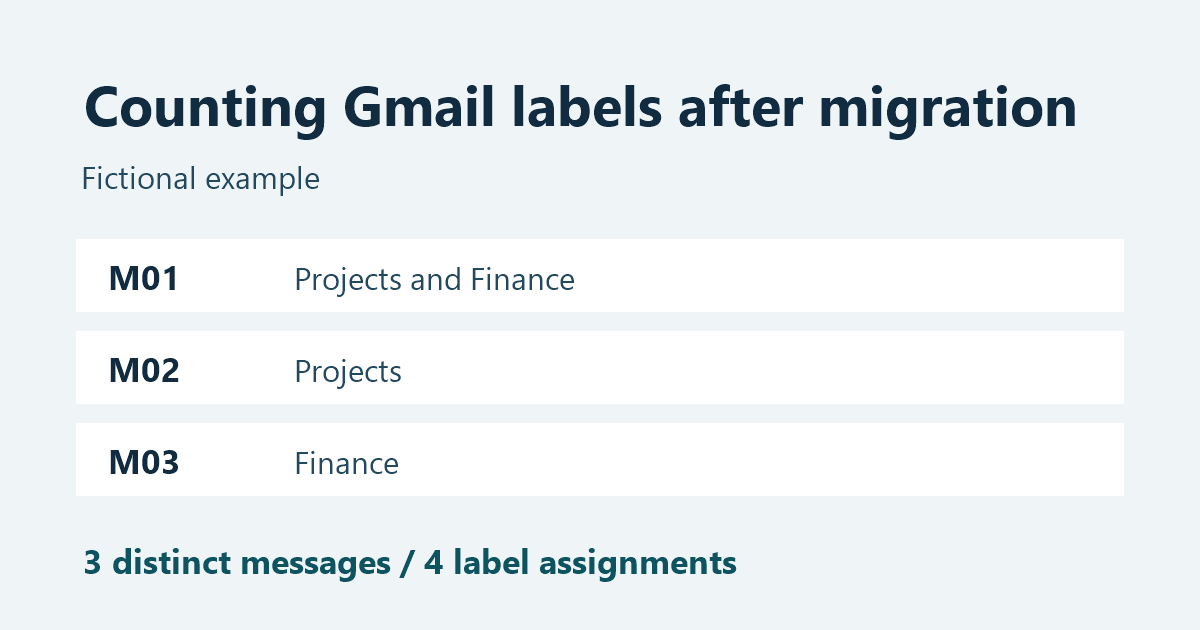 Counting Gmail labels after migration
Fictional example
M01 Projects and Finance
M02 Projects
M03 Finance
3 distinct messages / 4 label assignments